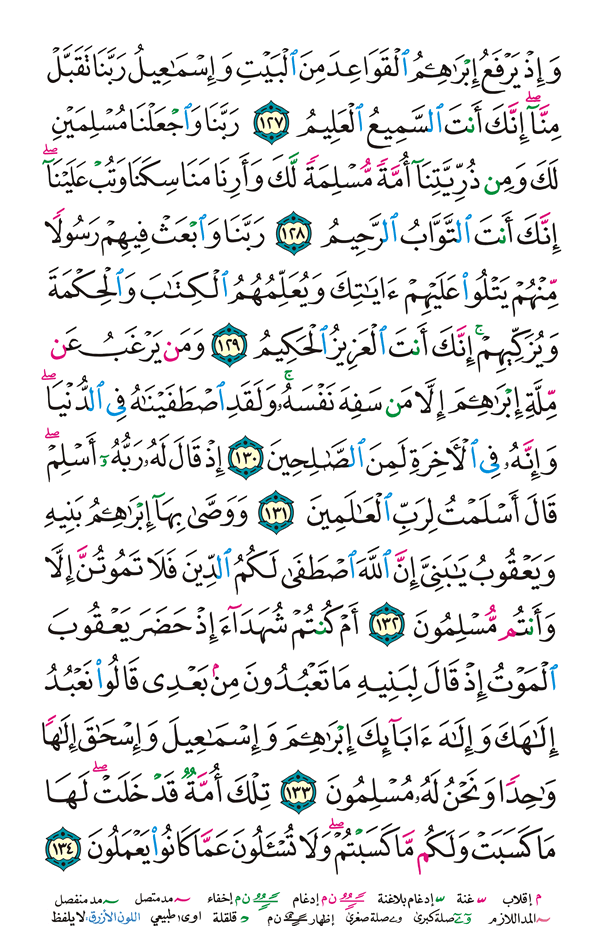 وَإِذْ يَرْفَعُ إِبْرَٰهِـۧمُ ٱلْقَوَاعِدَ مِنَ ٱلْبَيْتِ وَإِسْمَـٰعِيلُ رَبَّنَا تَقَبَّلْ
مِنَّآ ۖ إِنَّكَ أَنتَ ٱلسَّمِيعُ ٱلْعَلِيمُ ١٢٧ رَبَّنَا وَٱجْعَلْنَا مُسْلِمَيْنِ
لَكَ وَمِن ذُرِّيَّتِنَآ أُمَّةً مُّسْلِمَةً لَّكَ وَأَرِنَا مَنَاسِكَنَا وَتُبْ عَلَيْنَآ ۖ
إِنَّكَ أَنتَ ٱلتَّوَّابُ ٱلرَّحِيمُ ١٢٨ رَبَّنَا وَٱبْعَثْ فِيهِمْ رَسُولًا
مِّنْهُمْ يَتْلُوا۟ عَلَيْهِمْ ءَايَـٰتِكَ وَيُعَلِّمُهُمُ ٱلْكِتَـٰبَ وَٱلْحِكْمَةَ
وَيُزَكِّيهِمْ ۚ إِنَّكَ أَنتَ ٱلْعَزِيزُ ٱلْحَكِيمُ ١٢٩ وَمَن يَرْغَبُ عَن
مِّلَّةِ إِبْرَٰهِـۧمَ إِلَّا مَن سَفِهَ نَفْسَهُۥ ۚ وَلَقَدِ ٱصْطَفَيْنَـٰهُ فِى ٱلدُّنْيَا ۖ
وَإِنَّهُۥ فِى ٱلْـَٔاخِرَةِ لَمِنَ ٱلصَّـٰلِحِينَ ١٣٠ إِذْ قَالَ لَهُۥ رَبُّهُۥٓ أَسْلِمْ ۖ
قَالَ أَسْلَمْتُ لِرَبِّ ٱلْعَـٰلَمِينَ ١٣١ وَوَصَّىٰ بِهَآ إِبْرَٰهِـۧمُ بَنِيهِ
وَيَعْقُوبُ يَـٰبَنِىَّ إِنَّ ٱللَّهَ ٱصْطَفَىٰ لَكُمُ ٱلدِّينَ فَلَا تَمُوتُنَّ إِلَّا
وَأَنتُم مُّسْلِمُونَ ١٣٢ أَمْ كُنتُمْ شُهَدَآءَ إِذْ حَضَرَ يَعْقُوبَ
ٱلْمَوْتُ إِذْ قَالَ لِبَنِيهِ مَا تَعْبُدُونَ مِنۢ بَعْدِى قَالُوا۟ نَعْبُدُ
إِلَـٰهَكَ وَإِلَـٰهَ ءَابَآئِكَ إِبْرَٰهِـۧمَ وَإِسْمَـٰعِيلَ وَإِسْحَـٰقَ إِلَـٰهًا
وَٰحِدًا وَنَحْنُ لَهُۥ مُسْلِمُونَ ١٣٣ تِلْكَ أُمَّةٌ قَدْ خَلَتْ ۖ لَهَا
مَا كَسَبَتْ وَلَكُم مَّا كَسَبْتُمْ ۖ وَلَا تُسْـَٔلُونَ عَمَّا كَانُوا۟ يَعْمَلُونَ ١٣٤
م إقلاب س غنة س إدغام بلاغنة ن م إدغام ن م إخفاء مد متصل مد منفصل
المد اللازم صلة كبرى صلة صغرى إظهار ن م قلقلة اوى طبيعي اللون الأزرق: لا يلفظ